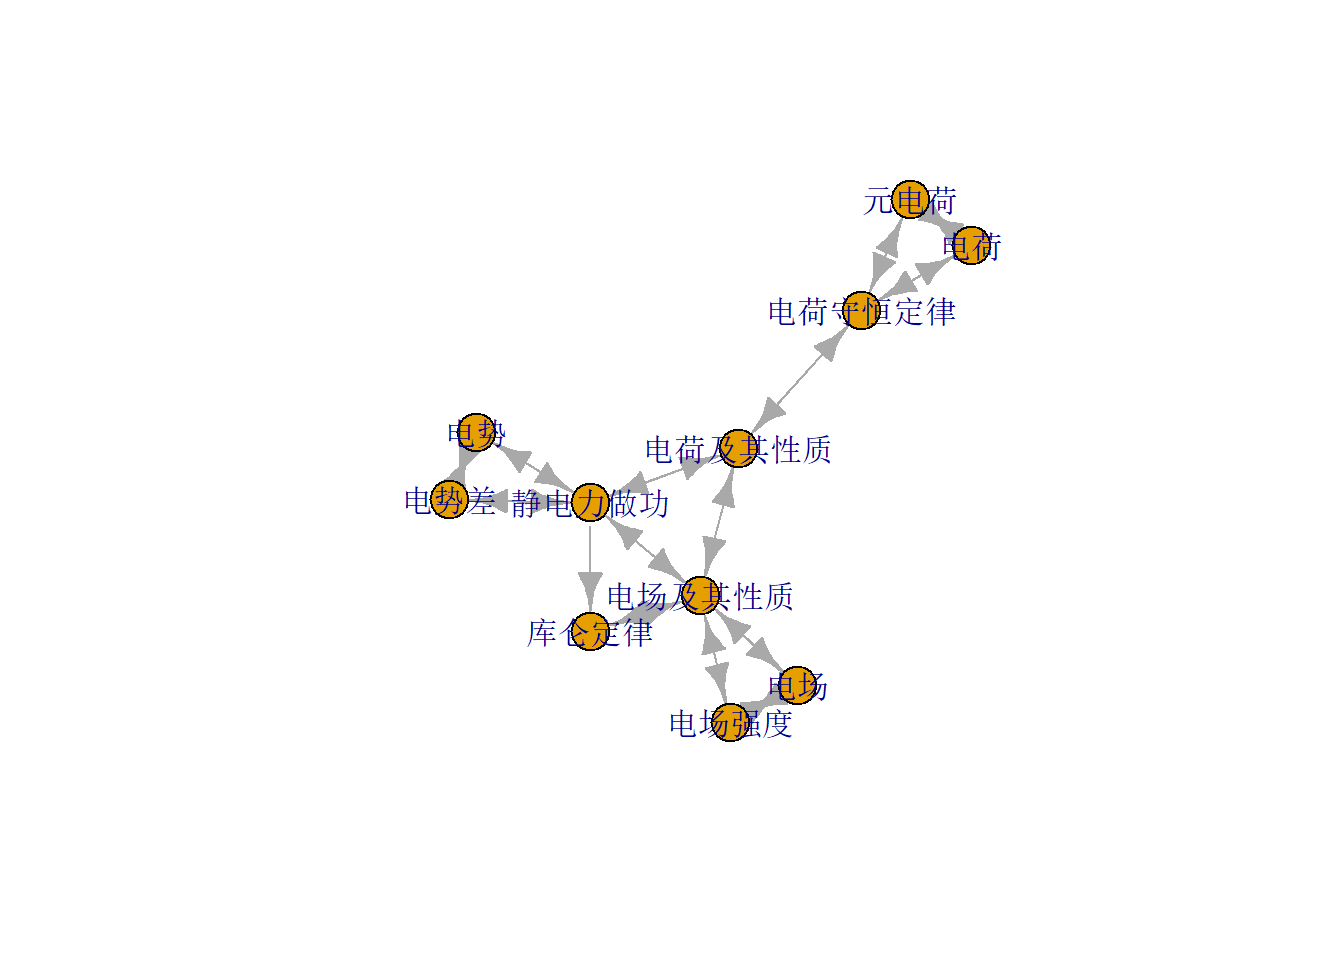 元电荷
电荷
电荷守恒定律
电势
电荷及其性质
电势差
静电力做功
电场及其性质
库仑定律
电场
电场强度